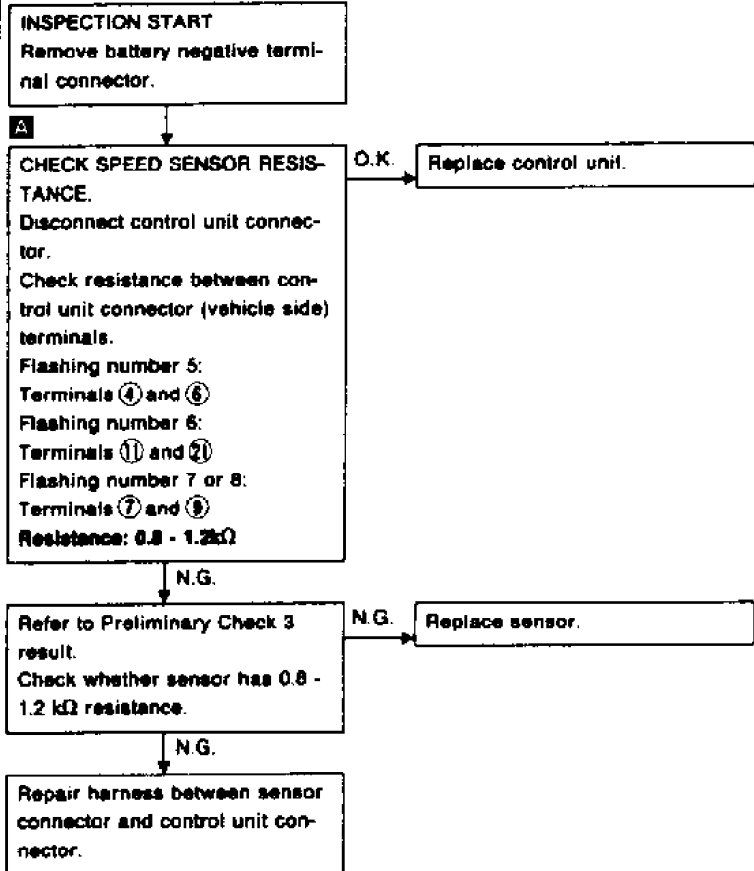 INSPECTION START
Remove battery negative termi-
nal connector.
A
CHECK SPEED SENSOR RESIS-
TANCE.
Disconnect control unit connec-
tor.
Check resistance between con-
trol unit connector (vehicle side)
terminals.
Flashing number 5:
Terminals ④ and ⑥
Flashing number 6:
Terminals ⑪ and ㉑
Flashing number 7 or 8:
Terminals ⑦ and ⑨
Resistance: 0.8 - 1.2kΩ
O.K.
Replace control unit.
N.G.
Refer to Preliminary Check 3
result.
Check whether sensor has 0.8 -
1.2 kΩ resistance.
N.G.
Replace sensor.
N.G.
Repair harness between sensor
connector and control unit con-
nector.